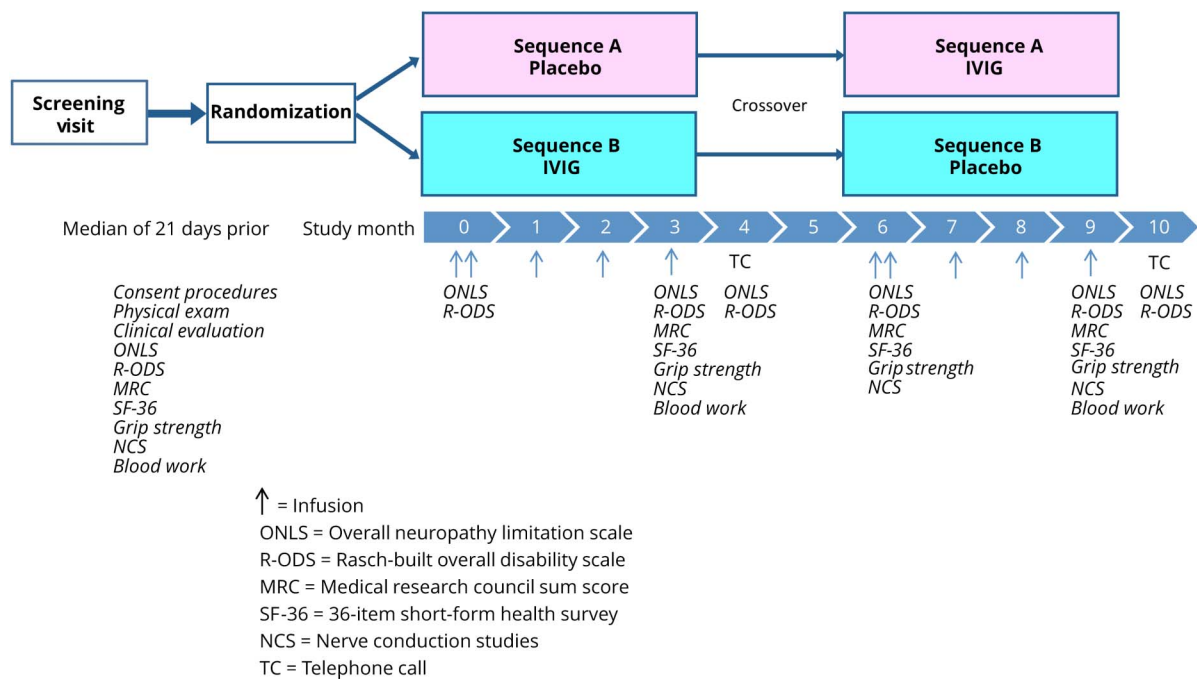 Screening
visit
Randomization
Sequence A
Placebo
Sequence A
IVIG
Crossover
Sequence B
IVIG
Sequence B
Placebo
Median of 21 days prior
Study month
0 1 2 3 4 5 6 7 8 9 10
TC
TC
Consent procedures
Physical exam
Clinical evaluation
ONLS
R-ODS
MRC
SF-36
Grip strength
NCS
Blood work
ONLS
R-ODS
ONLS
R-ODS
MRC
SF-36
Grip strength
NCS
Blood work
ONLS
R-ODS
ONLS
R-ODS
MRC
SF-36
Grip strength
NCS
ONLS
R-ODS
MRC
SF-36
Grip strength
NCS
Blood work
ONLS
R-ODS
↑ = Infusion
ONLS = Overall neuropathy limitation scale
R-ODS = Rasch-built overall disability scale
MRC = Medical research council sum score
SF-36 = 36-item short-form health survey
NCS = Nerve conduction studies
TC = Telephone call